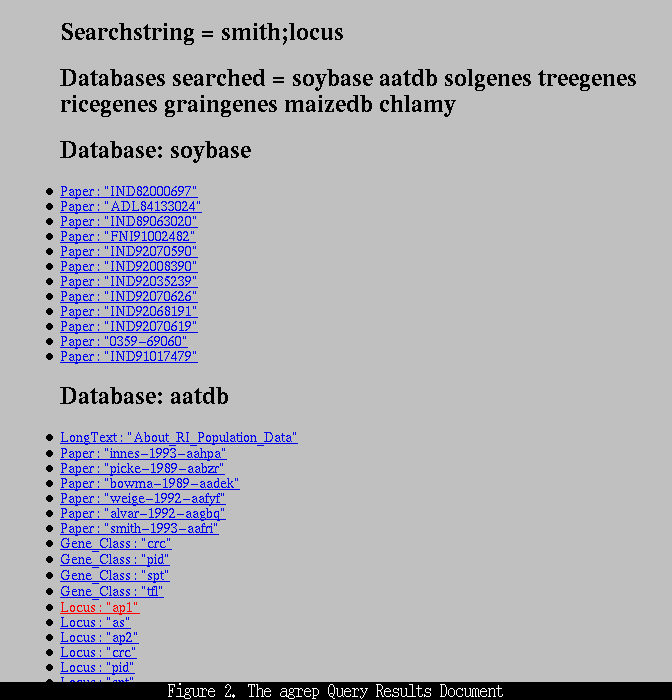 Searchstring = smith;locus
Databases searched = soybase aatdb solgenes treegenes
ricegenes graingenes maizedb chlamy
Database: soybase
Paper: "IND82000697"
Paper: "ADL84133024"
Paper: "IND89063020"
Paper: "FNI91002482"
Paper: "IND92070590"
Paper: "IND92008390"
Paper: "IND92035239"
Paper: "IND92070626"
Paper: "IND92068191"
Paper: "IND92070619"
Paper: "0359-69060"
Paper: "IND91017479"
Database: aatdb
LongText: "About_RI_Population_Data"
Paper: "innes-1993-aahpa"
Paper: "picke-1989-aabzr"
Paper: "bowma-1989-aadek"
Paper: "weige-1992-aafyf"
Paper: "alvar-1992-aagbq"
Paper: "smith-1993-aafri"
Gene_Class: "crc"
Gene_Class: "pid"
Gene_Class: "spt"
Gene_Class: "tfl"
Locus: "ap1"
Locus: "as"
Locus: "ap2"
Locus: "crc"
Locus: "pid"
Locus: "spt"
Figure 2. The agrep Query Results Document